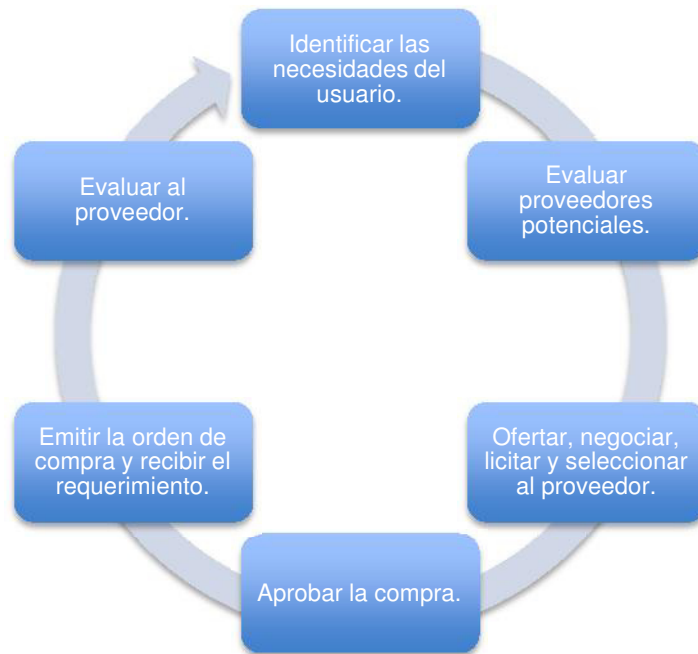 Identificar las
necesidades del
usuario.
Evaluar
proveedores
potenciales.
Ofertar, negociar,
licitar y seleccionar
al proveedor.
Aprobar la compra.
Emitir la orden de
compra y recibir el
requerimiento.
Evaluar al
proveedor.